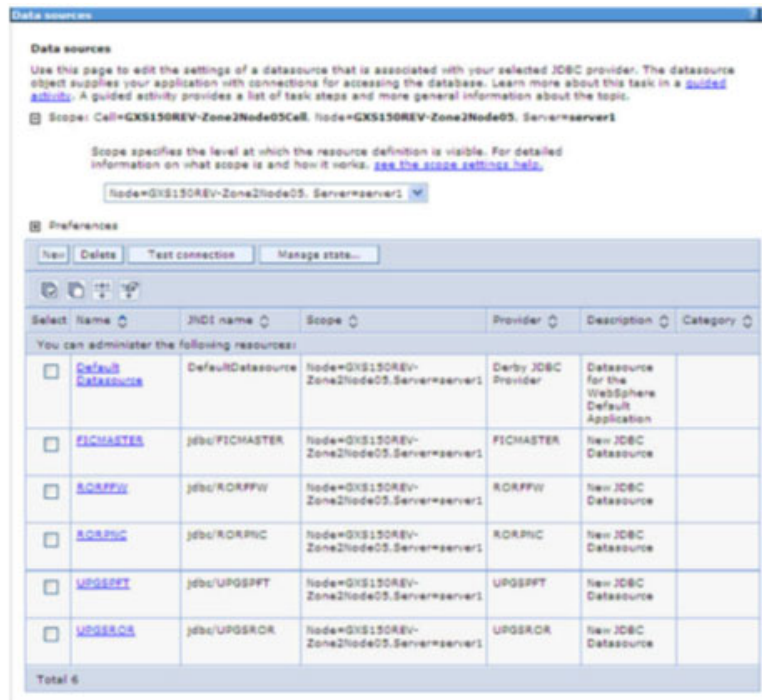 Data sources ?
Data sources
Use this page to edit the settings of a datasource that is associated with your selected JDBC provider. The datasource
object supplies your application with connections for accessing the database. Learn more about this task in a guided
activity. A guided activity provides a list of task steps and more general information about the topic.
Scope: Cell=GXS150REV-Zone2Node05Cell, Node=GXS150REV-Zone2Node05, Server=server1
Scope specifies the level at which the resource definition is visible. For detailed
information on what scope is and how it works, see the scope settings help.
Node=GXS150REV-Zone2Node05, Server=server1
Preferences
New Delete Test connection Manage state...
Select Name JNDI name Scope Provider Description Category
You can administer the following resources:
Default Datasource DefaultDatasource Node=GXS150REV-Zone2Node05,Server=server1 Derby JDBC Provider Datasource for the WebSphere Default Application
FICMASTER jdbc/FICMASTER Node=GXS150REV-Zone2Node05,Server=server1 FICMASTER New JDBC Datasource
RORFFW jdbc/RORFFW Node=GXS150REV-Zone2Node05,Server=server1 RORFFW New JDBC Datasource
RORPNC jdbc/RORPNC Node=GXS150REV-Zone2Node05,Server=server1 RORPNC New JDBC Datasource
UPGSPFT jdbc/UPGSPFT Node=GXS150REV-Zone2Node05,Server=server1 UPGSPFT New JDBC Datasource
UPGSROR jdbc/UPGSROR Node=GXS150REV-Zone2Node05,Server=server1 UPGSROR New JDBC Datasource
Total 6